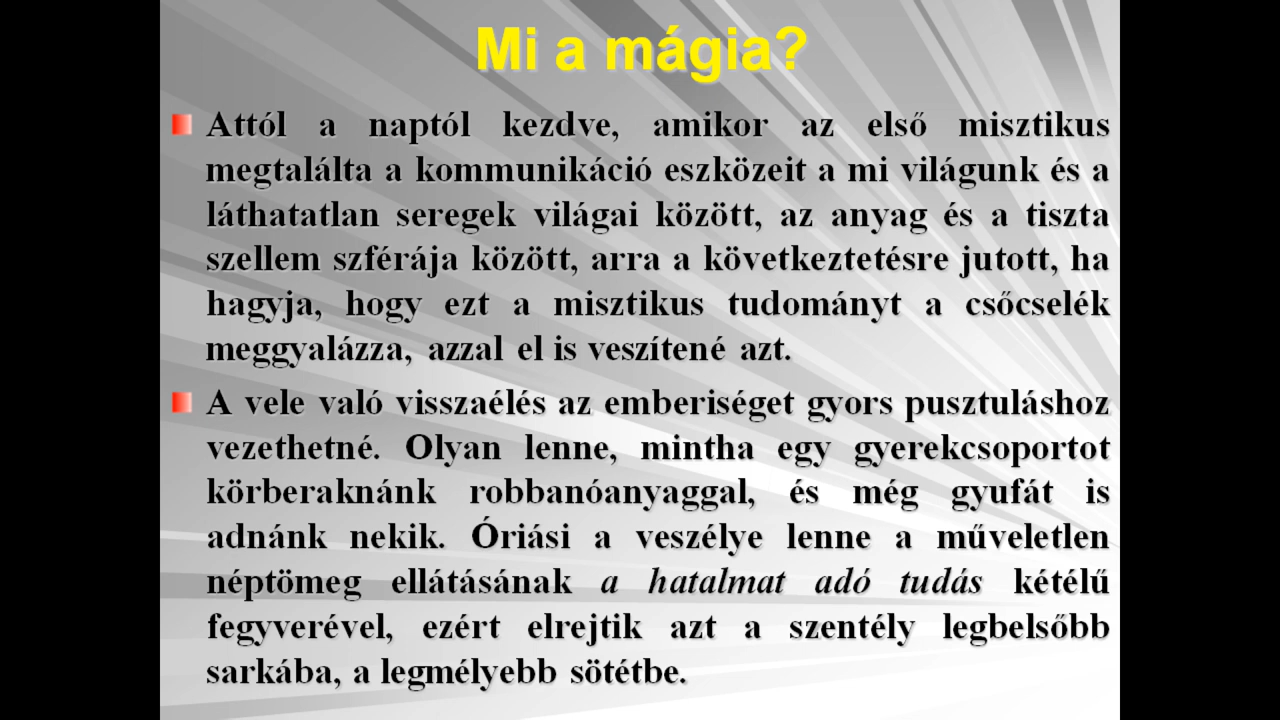 Mi a mágia?
Attól a naptól kezdve, amikor az első misztikus
megtalálta a kommunikáció eszközeit a mi világunk és a
láthatatlan seregek világai között, az anyag és a tiszta
szellem szférája között, arra a következtetésre jutott, ha
hagyja, hogy ezt a misztikus tudományt a csőcselék
meggyalázza, azzal el is veszítené azt.
A vele való visszaélés az emberiséget gyors pusztuláshoz
vezethetné. Olyan lenne, mintha egy gyerekcsoportot
körberaknánk robbanóanyaggal, és még gyufát is
adnánk nekik. Óriási a veszélye lenne a műveletlen
néptömeg ellátásának a hatalmat adó tudás kétélű
fegyverével, ezért elrejtik azt a szentély legbelsőbb
sarkába, a legmélyebb sötétbe.